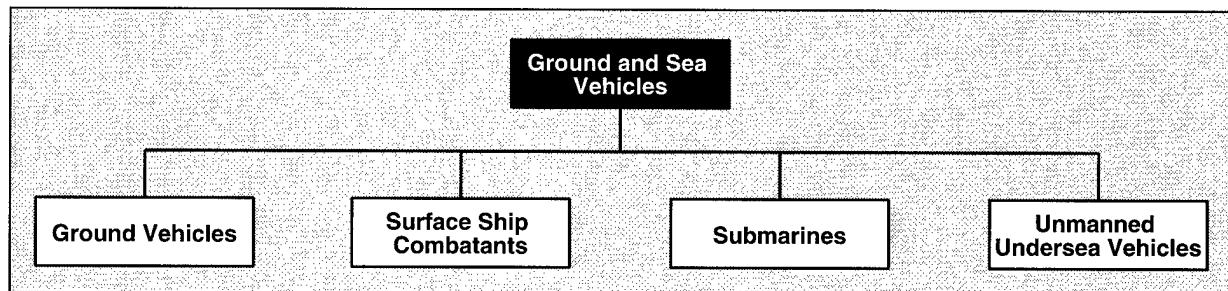 Ground and Sea
Vehicles
Ground Vehicles
Surface Ship
Combatants
Submarines
Unmanned
Undersea Vehicles